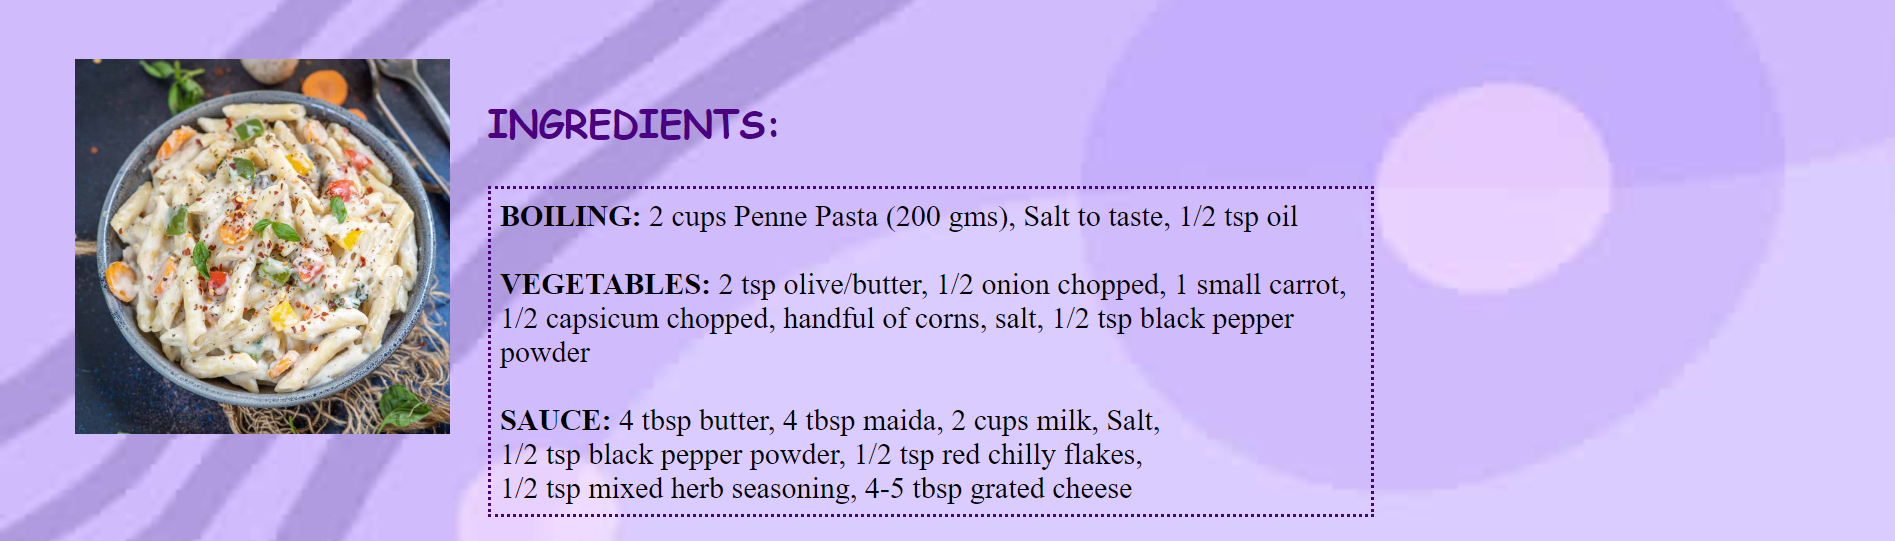 INGREDIENTS:
BOILING: 2 cups Penne Pasta (200 gms), Salt to taste, 1/2 tsp oil
VEGETABLES: 2 tsp olive/butter, 1/2 onion chopped, 1 small carrot,
1/2 capsicum chopped, handful of corns, salt, 1/2 tsp black pepper
powder
SAUCE: 4 tbsp butter, 4 tbsp maida, 2 cups milk, Salt,
1/2 tsp black pepper powder, 1/2 tsp red chilly flakes,
1/2 tsp mixed herb seasoning, 4-5 tbsp grated cheese